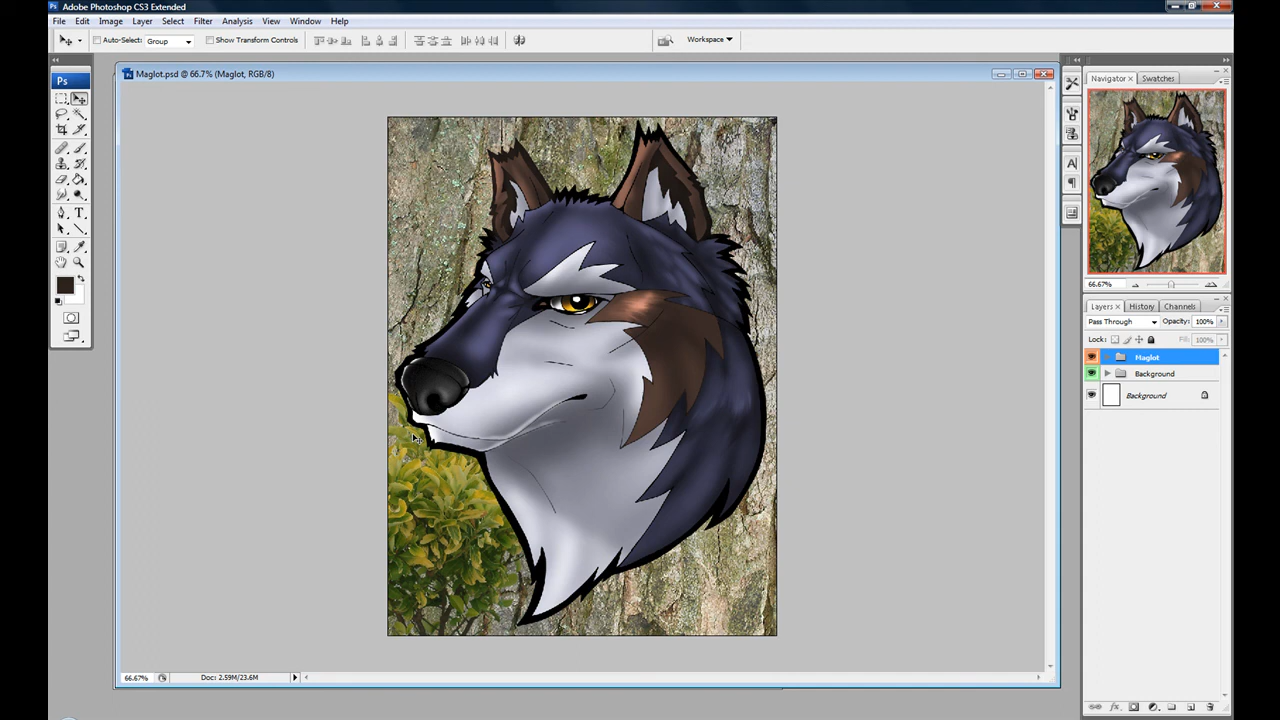 Adobe Photoshop CS3 Extended
File Edit Image Layer Select Filter Analysis View Window Help
Auto-Select: Group Show Transform Controls Workspace
Ps
Maglot.psd @ 66.7% (Maglot, RGB/8)
Navigator × Swatches
66.67%
Layers × History Channels
Pass Through Opacity: 100%
Lock: Fill: 100%
Maglot
Background
Background
66.67% Doc: 2.59M/23.6M